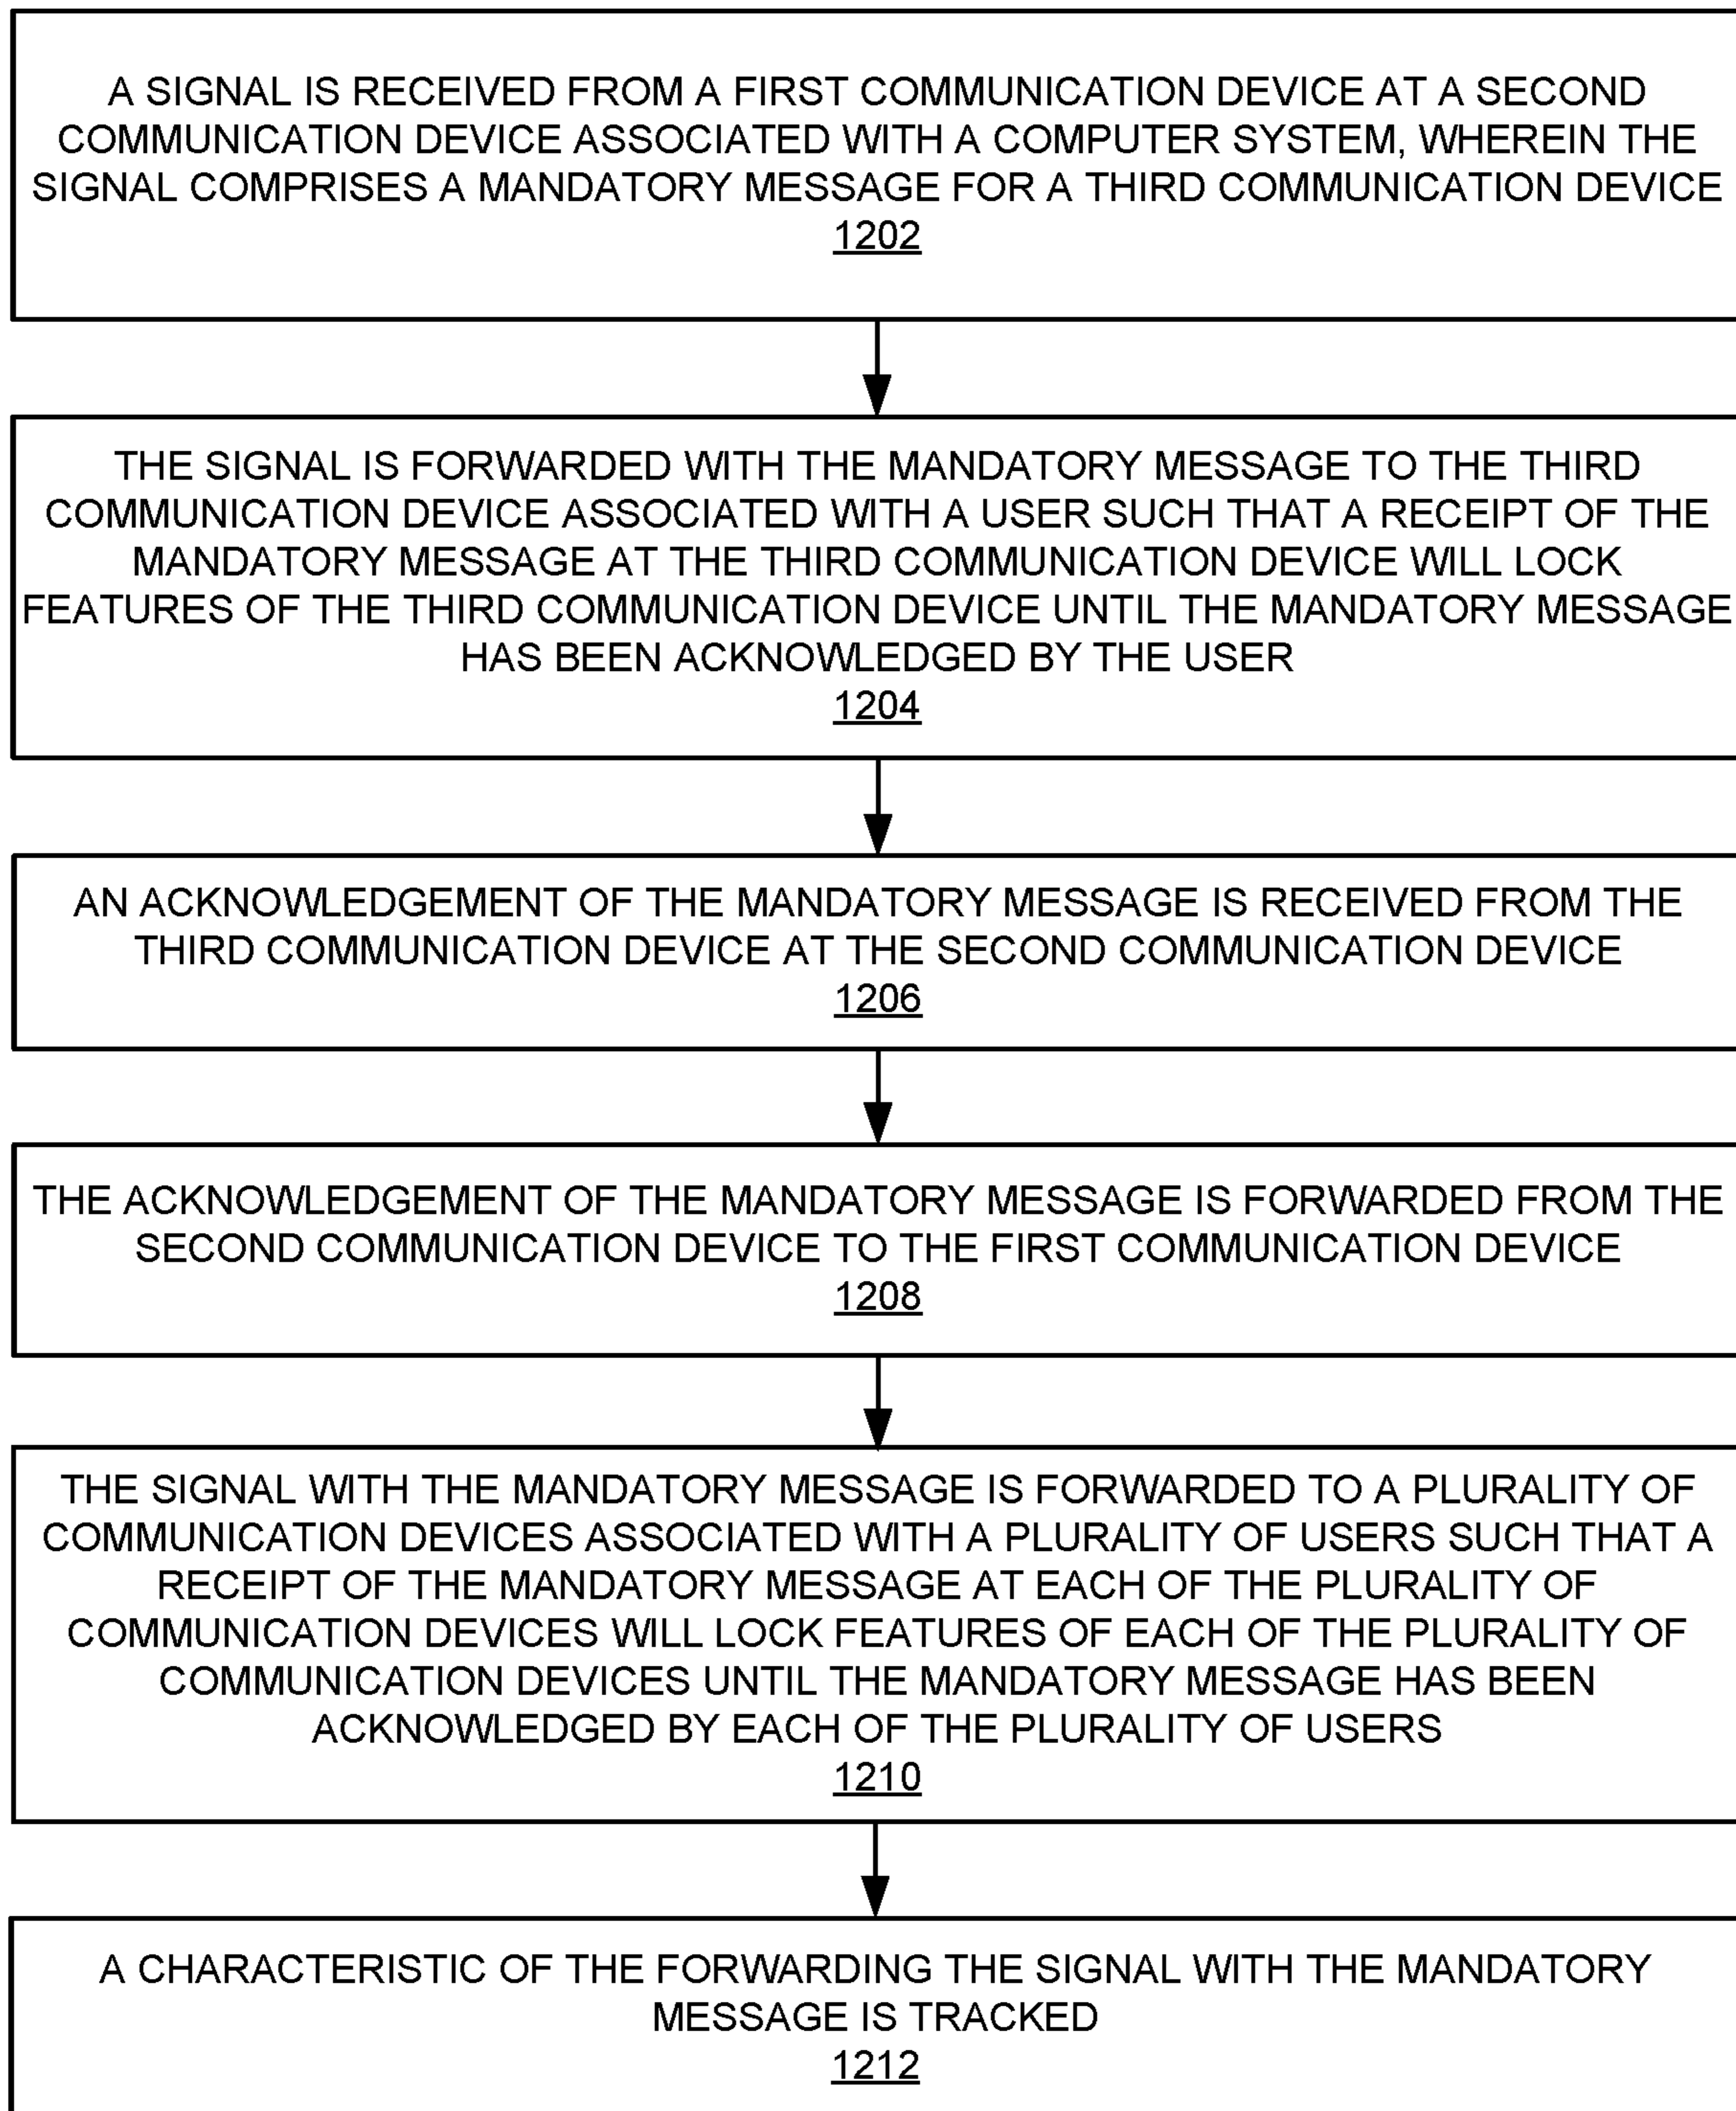 A SIGNAL IS RECEIVED FROM A FIRST COMMUNICATION DEVICE AT A SECOND
COMMUNICATION DEVICE ASSOCIATED WITH A COMPUTER SYSTEM, WHEREIN THE
SIGNAL COMPRISES A MANDATORY MESSAGE FOR A THIRD COMMUNICATION DEVICE
1202
THE SIGNAL IS FORWARDED WITH THE MANDATORY MESSAGE TO THE THIRD
COMMUNICATION DEVICE ASSOCIATED WITH A USER SUCH THAT A RECEIPT OF THE
MANDATORY MESSAGE AT THE THIRD COMMUNICATION DEVICE WILL LOCK
FEATURES OF THE THIRD COMMUNICATION DEVICE UNTIL THE MANDATORY MESSAGE
HAS BEEN ACKNOWLEDGED BY THE USER
1204
AN ACKNOWLEDGEMENT OF THE MANDATORY MESSAGE IS RECEIVED FROM THE
THIRD COMMUNICATION DEVICE AT THE SECOND COMMUNICATION DEVICE
1206
THE ACKNOWLEDGEMENT OF THE MANDATORY MESSAGE IS FORWARDED FROM THE
SECOND COMMUNICATION DEVICE TO THE FIRST COMMUNICATION DEVICE
1208
THE SIGNAL WITH THE MANDATORY MESSAGE IS FORWARDED TO A PLURALITY OF
COMMUNICATION DEVICES ASSOCIATED WITH A PLURALITY OF USERS SUCH THAT A
RECEIPT OF THE MANDATORY MESSAGE AT EACH OF THE PLURALITY OF
COMMUNICATION DEVICES WILL LOCK FEATURES OF EACH OF THE PLURALITY OF
COMMUNICATION DEVICES UNTIL THE MANDATORY MESSAGE HAS BEEN
ACKNOWLEDGED BY EACH OF THE PLURALITY OF USERS
1210
A CHARACTERISTIC OF THE FORWARDING THE SIGNAL WITH THE MANDATORY
MESSAGE IS TRACKED
1212